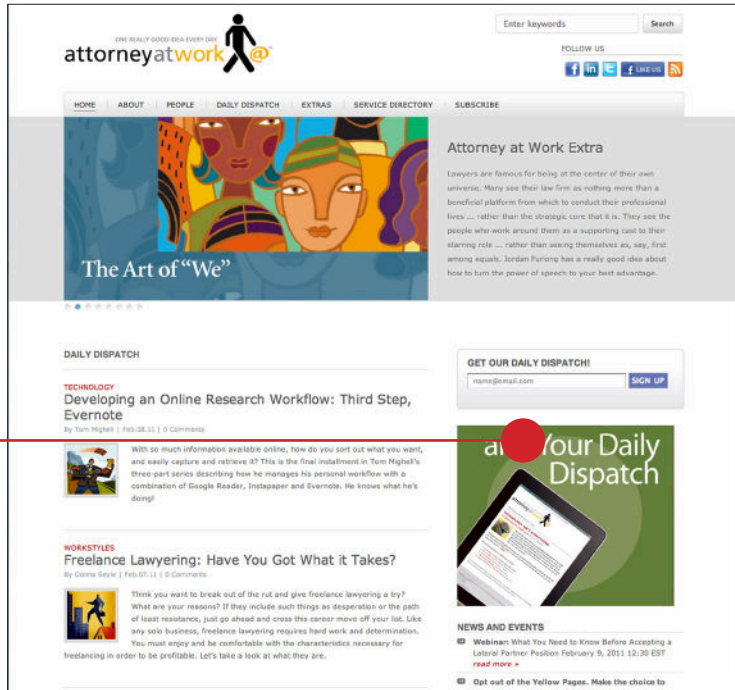 ONE REALLY GOOD IDEA EVERY DAY
attorneyatwork @
Enter keywords
Search
FOLLOW US
LIKE US
HOME ABOUT PEOPLE DAILY DISPATCH EXTRAS SERVICE DIRECTORY SUBSCRIBE
The Art of “We”
Attorney at Work Extra
Lawyers are famous for being at the center of their own
universe. Many see their law firm as nothing more than a
beneficial platform from which to conduct their professional
lives ... rather than the strategic core that it is. They see the
people who work around them as a supporting cast to their
starring role ... rather than seeing themselves as, say, first
among equals. Jordan Furlong has a really good idea about
how to turn the power of speech to your best advantage.
DAILY DISPATCH
TECHNOLOGY
Developing an Online Research Workflow: Third Step,
Evernote
By Tom Mighell | Feb.08.11 | 0 Comments
With so much information available online, how do you sort out what you want,
and easily capture and retrieve it? This is the final installment in Tom Mighell's
three-part series describing how he manages his personal workflow with a
combination of Google Reader, Instapaper and Evernote. He knows what he's
doing!
WORKSTYLES
Freelance Lawyering: Have You Got What it Takes?
By Donna Seyle | Feb.07.11 | 0 Comments
Think you want to break out of the rut and give freelance lawyering a try?
What are your reasons? If they include such things as desperation or the path
of least resistance, just go ahead and cross this career move off your list. Like
any solo business, freelance lawyering requires hard work and determination.
You must enjoy and be comfortable with the characteristics necessary for
freelancing in order to be profitable. Let's take a look at what they are.
GET OUR DAILY DISPATCH!
name@email.com
SIGN UP
Your Daily
Dispatch
NEWS AND EVENTS
Webinar: What You Need to Know Before Accepting a
Lateral Partner Position February 9, 2011 12:30 EST
read more »
Opt out of the Yellow Pages. Make the choice to